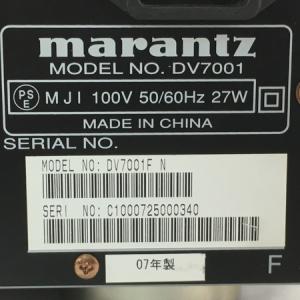 marantz
MODEL NO. DV7001
PS E MJI 100V 50/60Hz 27W
MADE IN CHINA
SERIAL NO.
MODEL NO: DV7001F N
SERI NO: C1000725000340
07年製
F